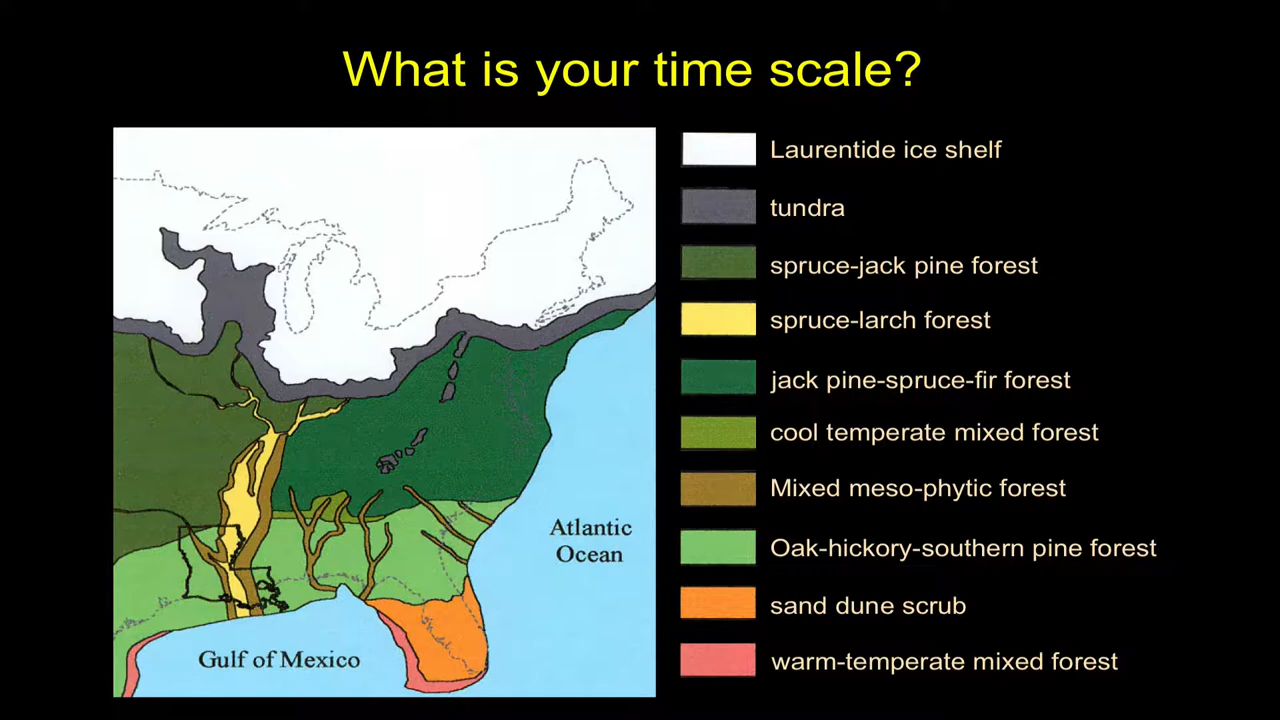 What is your time scale?
Laurentide ice shelf
tundra
spruce-jack pine forest
spruce-larch forest
jack pine-spruce-fir forest
cool temperate mixed forest
Mixed meso-phytic forest
Oak-hickory-southern pine forest
sand dune scrub
warm-temperate mixed forest
Atlantic
Ocean
Gulf of Mexico